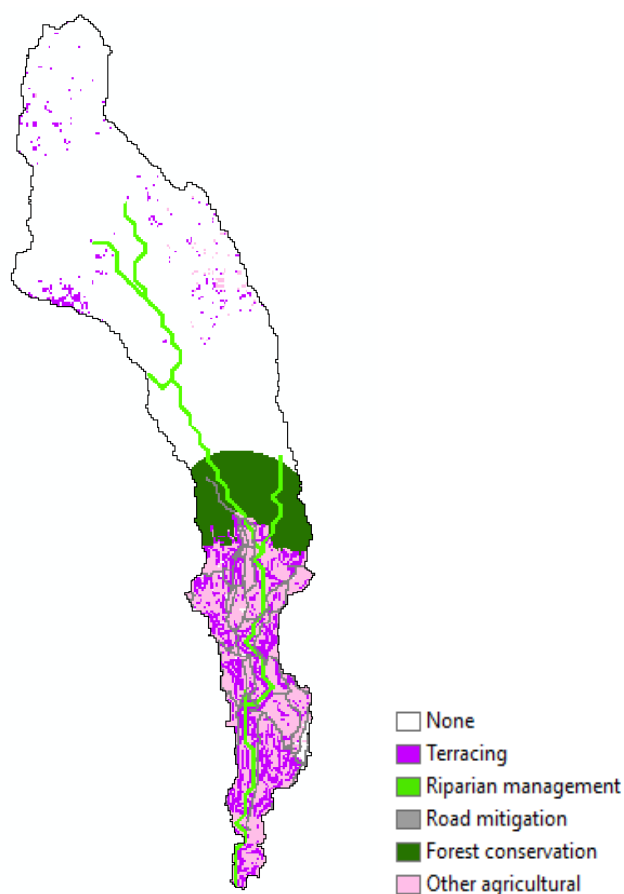 None
Terracing
Riparian management
Road mitigation
Forest conservation
Other agricultural